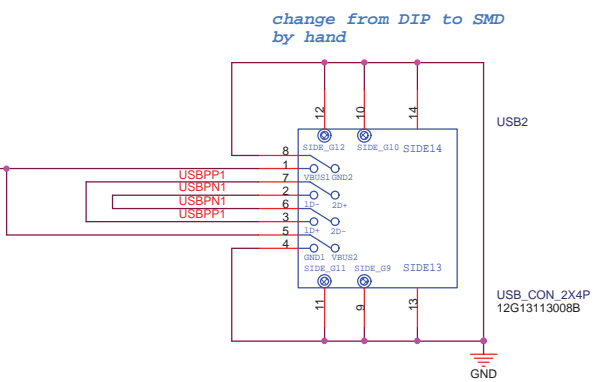 change from DIP to SMD
by hand
12
10
14
USB2
SIDE_G12 SIDE_G10 SIDE14
8
1
VBUS1 GND2
USBPP1
7
USBPN1
2
1D- 2D+
USBPN1
6
USBPP1
3
1D+ 2D-
5
4
GND1 VBUS2
SIDE_G11 SIDE_G9 SIDE13
11
9
13
USB_CON_2X4P
12G13113008B
GND